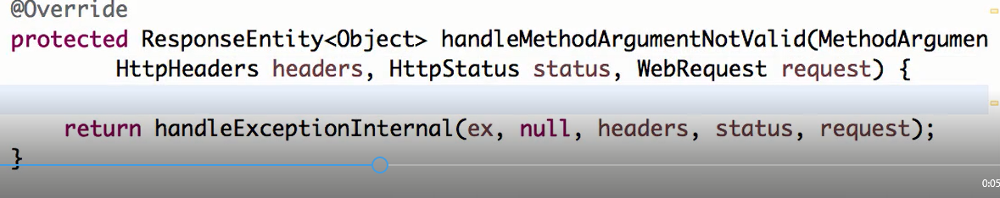 @Override
protected ResponseEntity<Object> handleMethodArgumentNotValid(MethodArgumen
HttpHeaders headers, HttpStatus status, WebRequest request) {
return handleExceptionInternal(ex, null, headers, status, request);
}
0:05